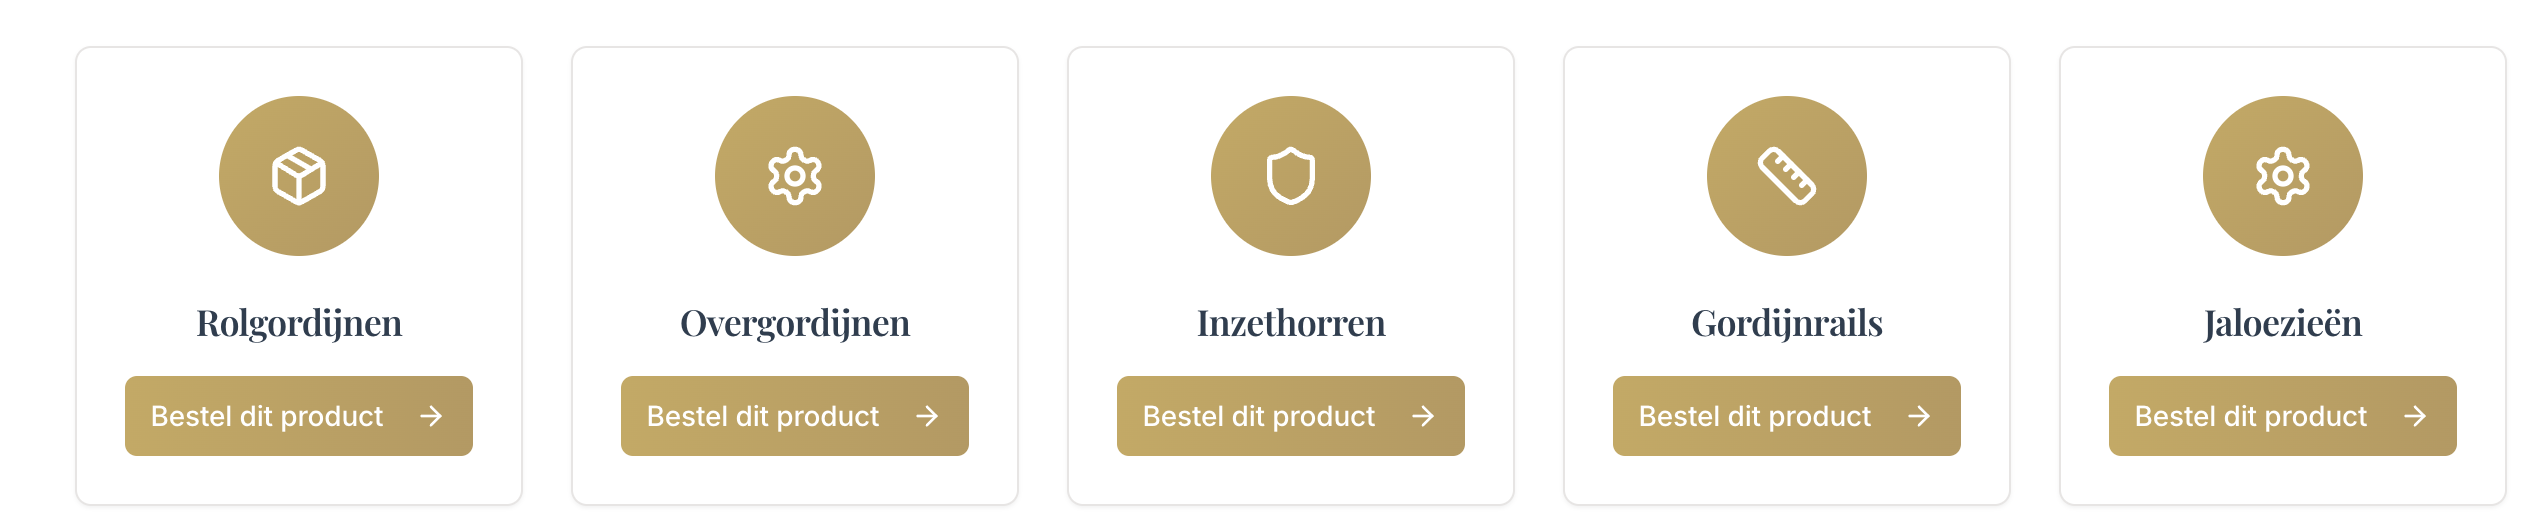 Rolgordijnen
Bestel dit product
Overgordijnen
Bestel dit product
Inzethorren
Bestel dit product
Gordijnrails
Bestel dit product
Jaloezieën
Bestel dit product